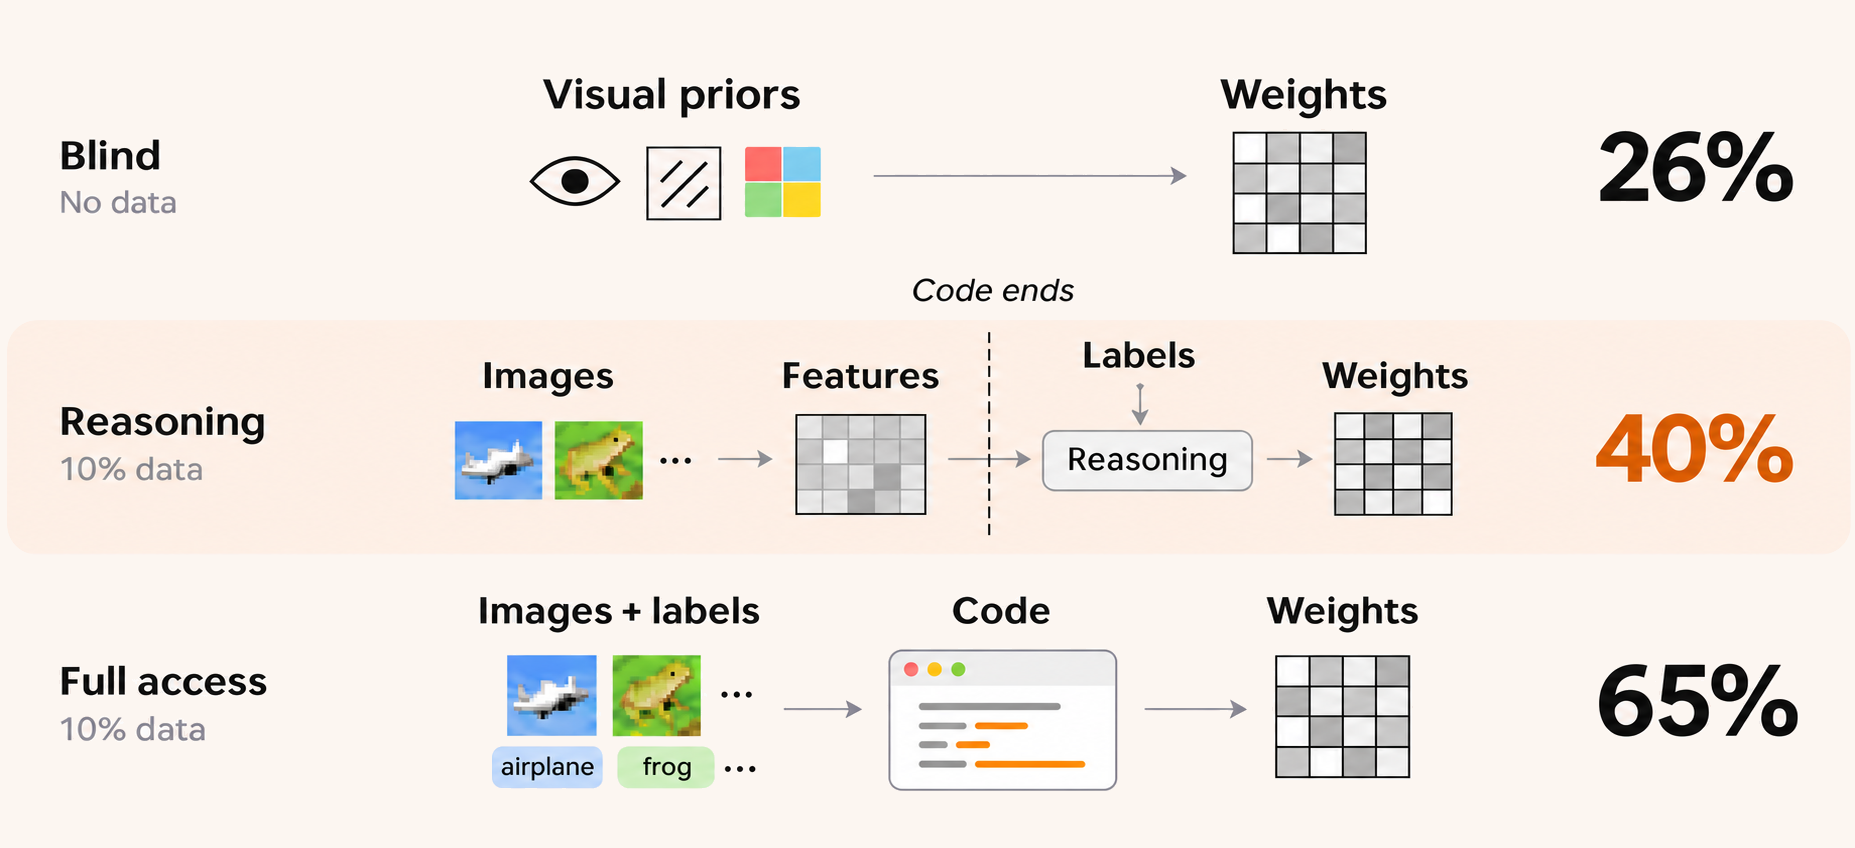 Visual priors
Weights
Blind
No data
26%
Code ends
Images
Features
Labels
Weights
Reasoning
10% data
...
Reasoning
40%
Images + labels
Code
Weights
Full access
10% data
...
65%
airplane
frog
...